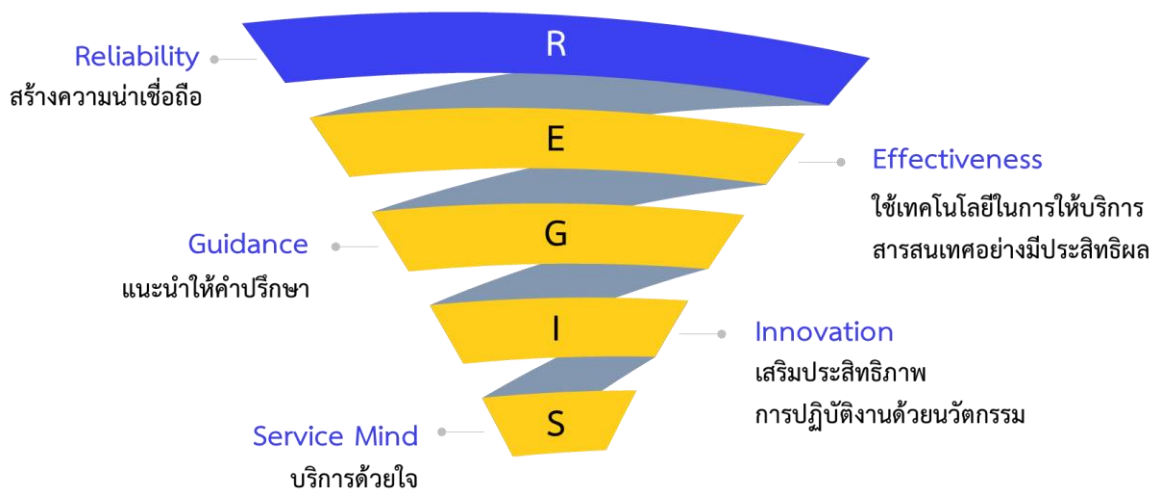 R
Reliability
สร้างความน่าเชื่อถือ
E
Effectiveness
ใช้เทคโนโลยีในการให้บริการ
สารสนเทศอย่างมีประสิทธิผล
G
Guidance
แนะนำให้คำปรึกษา
I
Innovation
เสริมประสิทธิภาพ
การปฏิบัติงานด้วยนวัตกรรม
S
Service Mind
บริการด้วยใจ